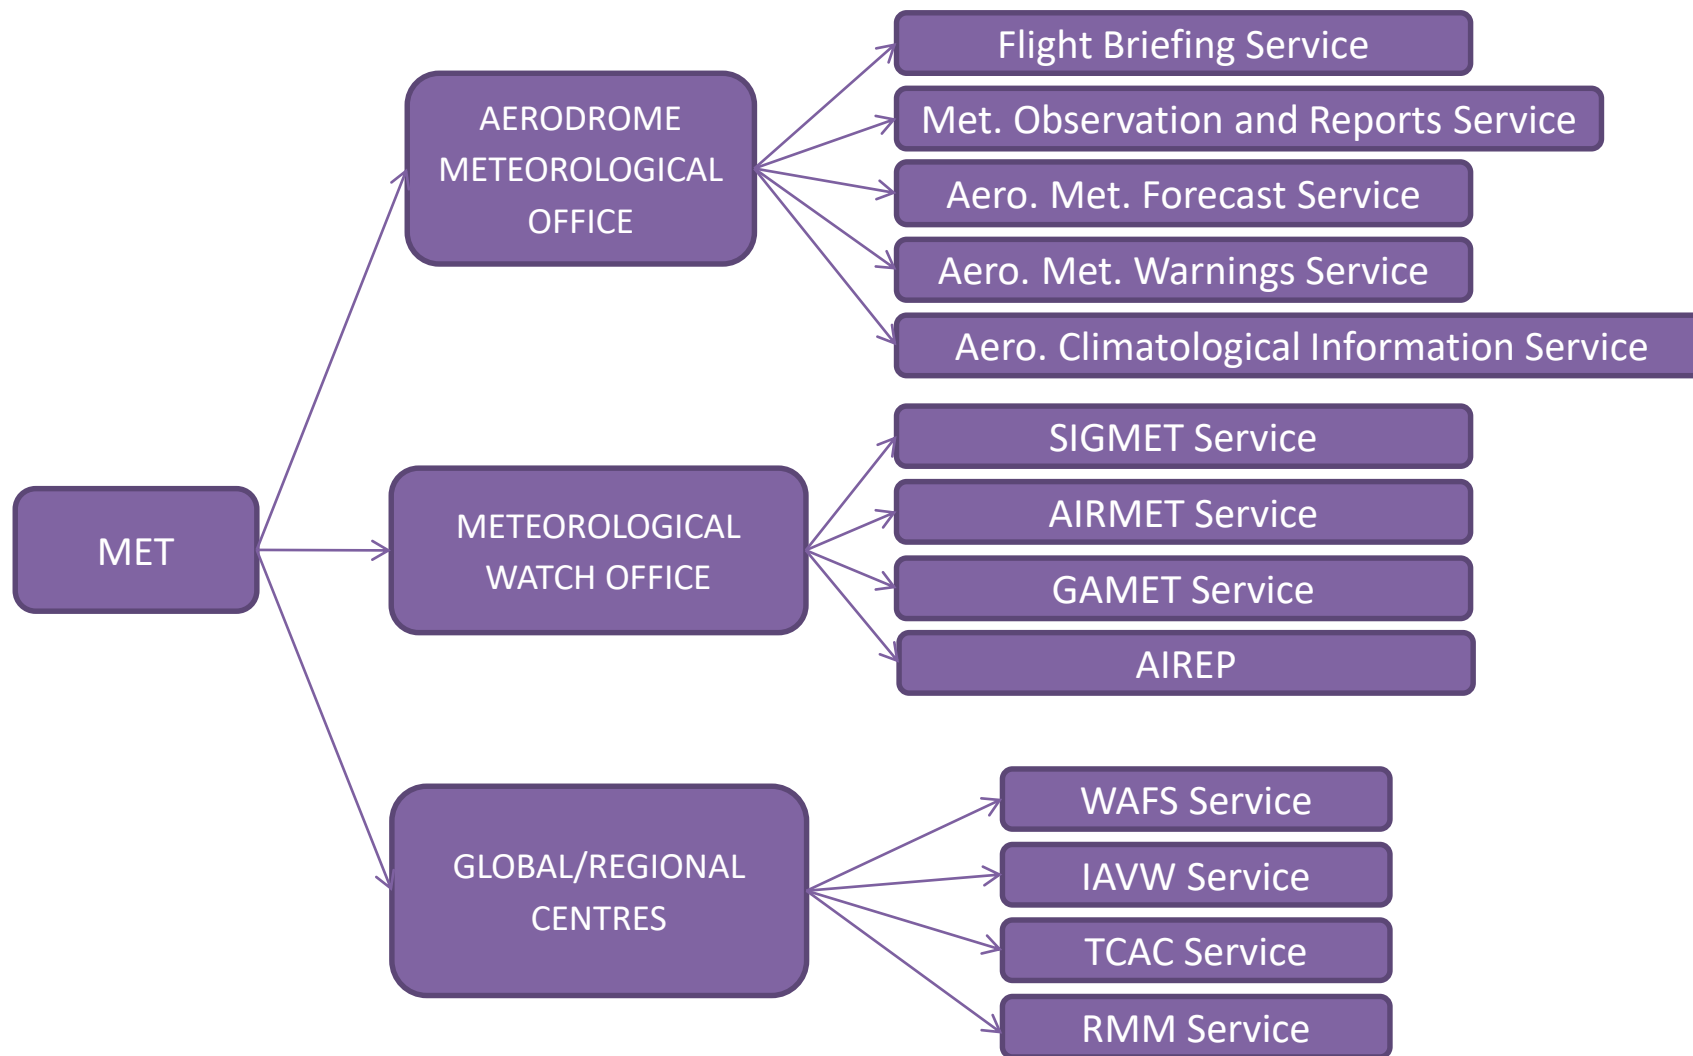 MET
AERODROME
METEOROLOGICAL
OFFICE
Flight Briefing Service
Met. Observation and Reports Service
Aero. Met. Forecast Service
Aero. Met. Warnings Service
Aero. Climatological Information Service
METEOROLOGICAL
WATCH OFFICE
SIGMET Service
AIRMET Service
GAMET Service
AIREP
GLOBAL/REGIONAL
CENTRES
WAFS Service
IAVW Service
TCAC Service
RMM Service